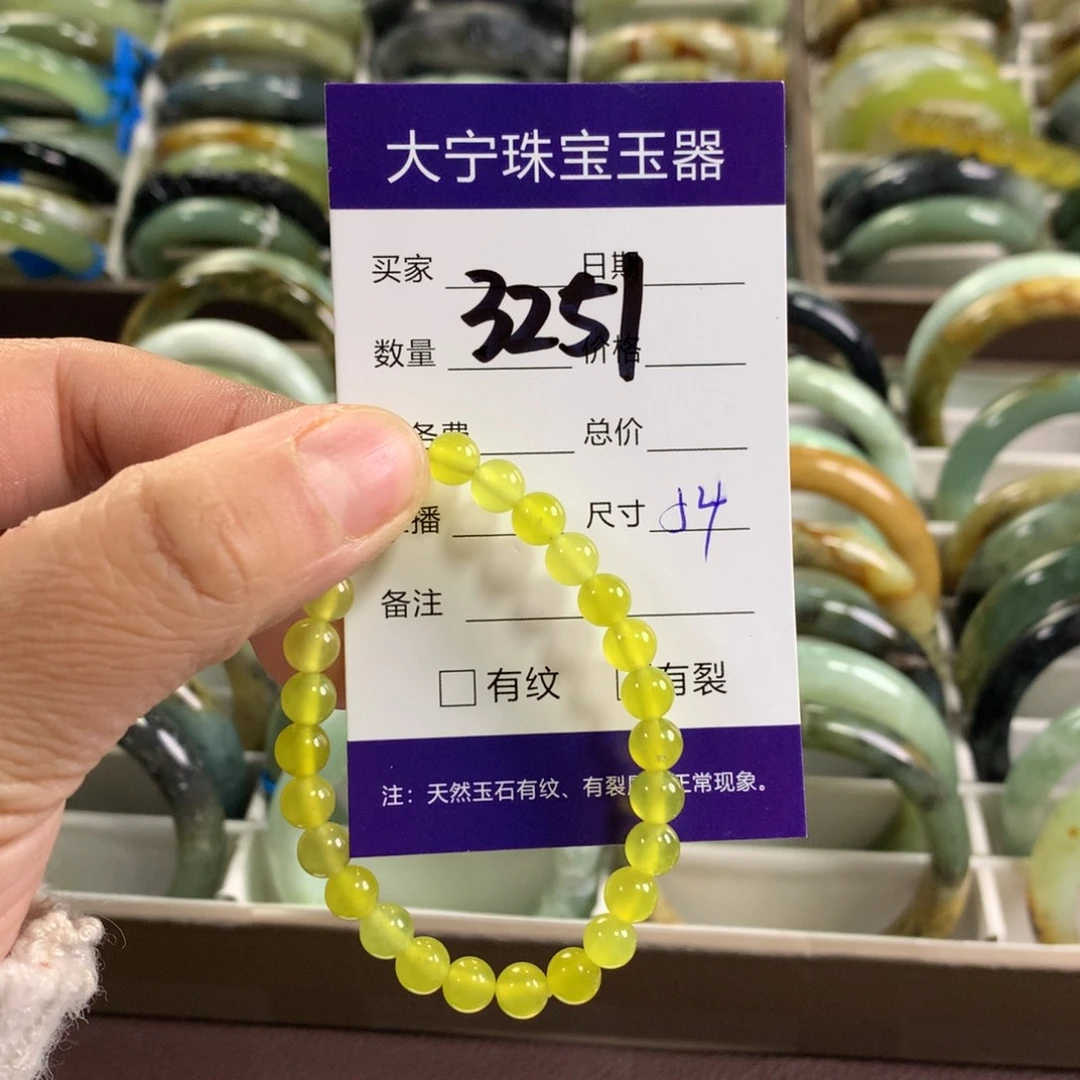 大宁珠宝玉器
买家 日期
3251
数量 价格
总价
播 尺寸 54
备注
□有纹 有裂
注：天然玉石有纹、有裂 正常现象。